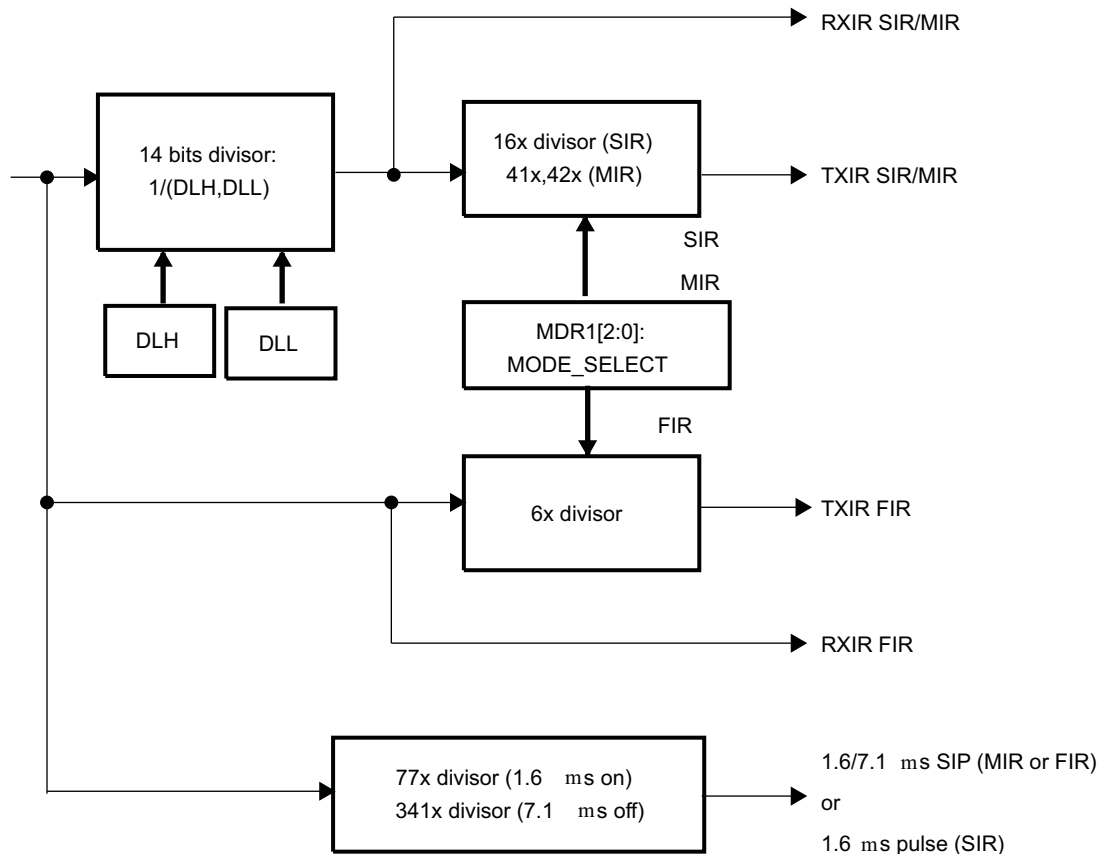 RXIR SIR/MIR
14 bits divisor:
1/(DLH,DLL)
16x divisor (SIR)
41x,42x (MIR)
TXIR SIR/MIR
SIR
MIR
DLH
DLL
MDR1[2:0]:
MODE_SELECT
FIR
6x divisor
TXIR FIR
RXIR FIR
77x divisor (1.6 ms on)
341x divisor (7.1 ms off)
1.6/7.1 ms SIP (MIR or FIR)
or
1.6 ms pulse (SIR)